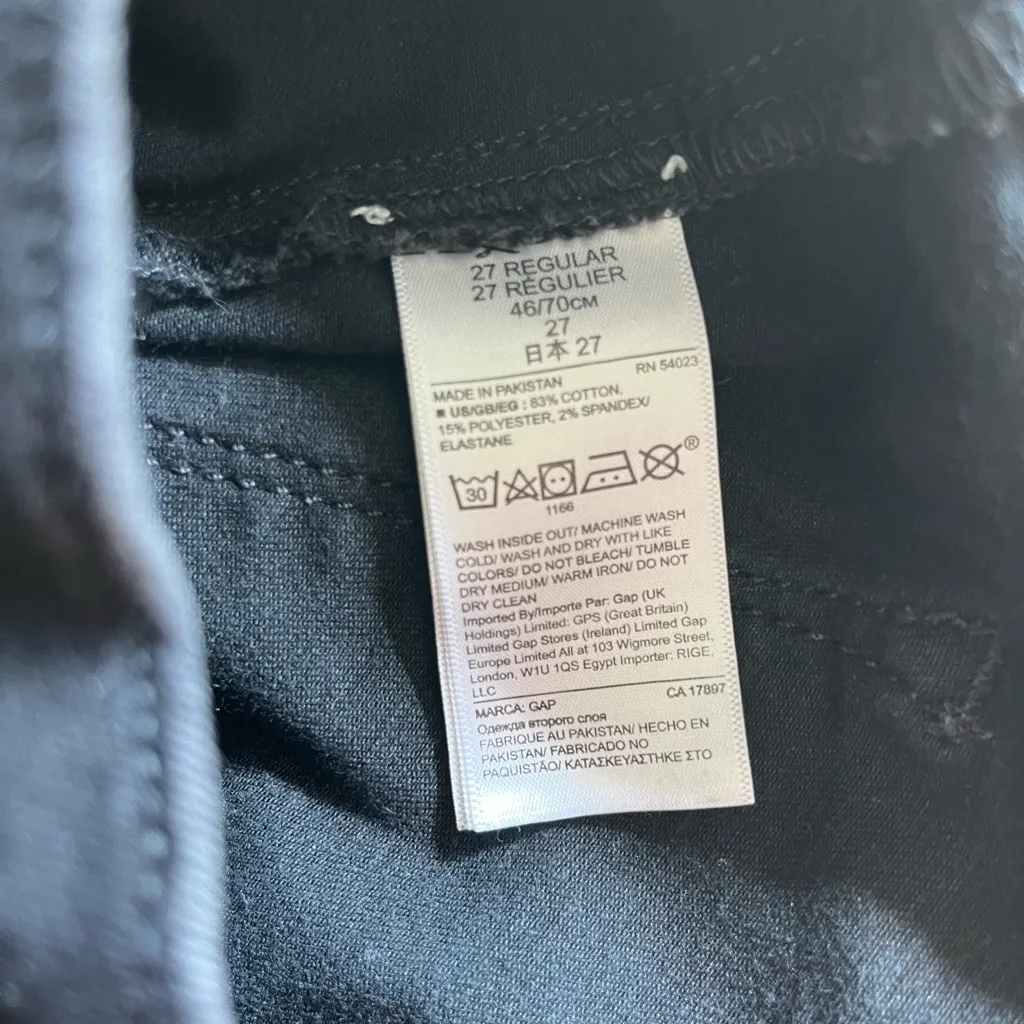 27 REGULAR
27 RÉGULIER
46/70CM
27
日本 27
RN 54023
MADE IN PAKISTAN
US/GB/EG : 83% COTTON,
15% POLYESTER, 2% SPANDEX/
ELASTANE
30
®
1166
WASH INSIDE OUT/ MACHINE WASH
COLD/ WASH AND DRY WITH LIKE
COLORS/ DO NOT BLEACH/ TUMBLE
DRY MEDIUM/ WARM IRON/ DO NOT
DRY CLEAN
Imported By/Importe Par: Gap (UK
Holdings) Limited: GPS (Great Britain)
Limited Gap Stores (Ireland) Limited Gap
Europe Limited All at 103 Wigmore Street,
London, W1U 1QS Egypt Importer: RIGE,
LLC
CA 17897
MARCA: GAP
Одежда второго слоя
FABRIQUE AU PAKISTAN/ HECHO EN
PAKISTAN/ FABRICADO NO
PAQUISTÃO/ ΚΑΤΑΣΚΕΥΑΣΤΗΚΕ ΣΤΟ